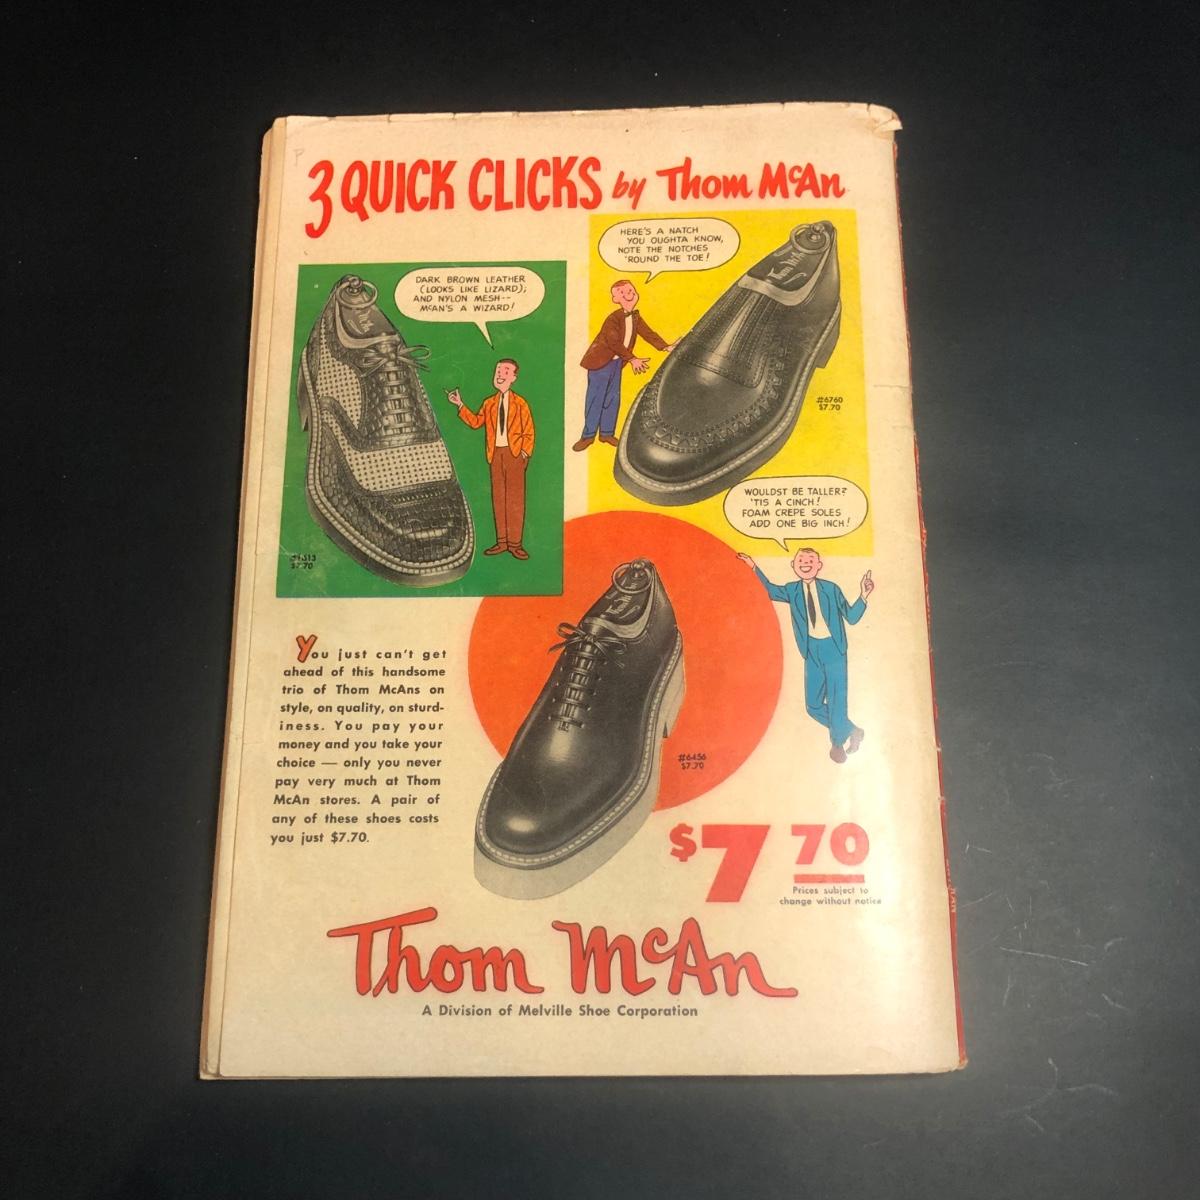 3 QUICK CLICKS by Thom McAn
DARK BROWN LEATHER
(LOOKS LIKE LIZARD);
AND NYLON MESH--
McAN'S A WIZARD!
$7.70
HERE'S A NATCH
YOU OUGHTA KNOW,
NOTE THE NOTCHES
'ROUND THE TOE!
Thom McAn
#6760
$7.70
WOULDST BE TALLER?
'TIS A CINCH!
FOAM CREPE SOLES
ADD ONE BIG INCH!
Thom McAn
#6456
$7.70
You just can't get
ahead of this handsome
trio of Thom McAns on
style, on quality, on sturd-
iness. You pay your
money and you take your
choice — only you never
pay very much at Thom
McAn stores. A pair of
any of these shoes costs
you just $7.70.
$7 70
Prices subject to
change without notice
Thom McAn
A Division of Melville Shoe Corporation